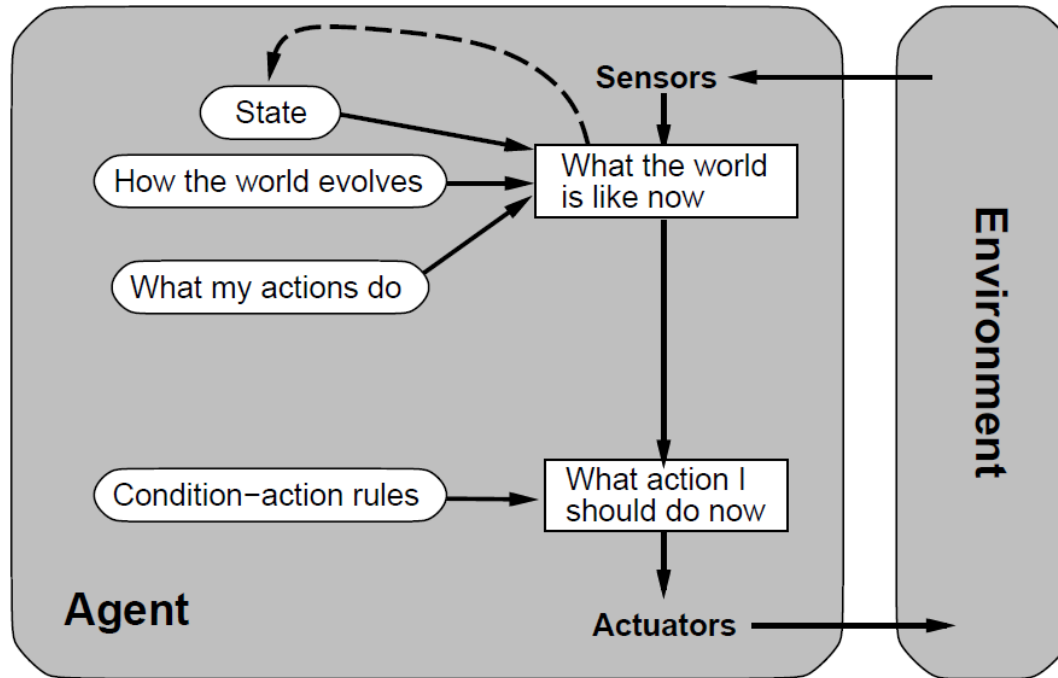 Sensors
State
What the world
is like now
How the world evolves
What my actions do
Environment
Condition−action rules
What action I
should do now
Agent
Actuators